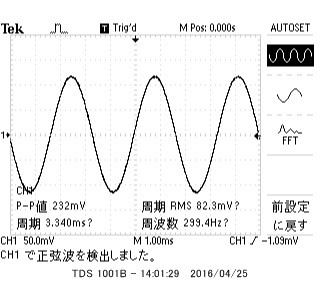 Tek T Trig'd M Pos: 0.000s AUTOSET
1
FFT
CH1
P-P値 232mV 周期 RMS 82.3mV?
周期 3.340ms? 周波数 299.4Hz?
前設定
に戻す
CH1 50.0mV M 1.00ms CH1 -1.09mV
CH1 で正弦波を検出しました。
TDS 1001B - 14:01:29 2016/04/25